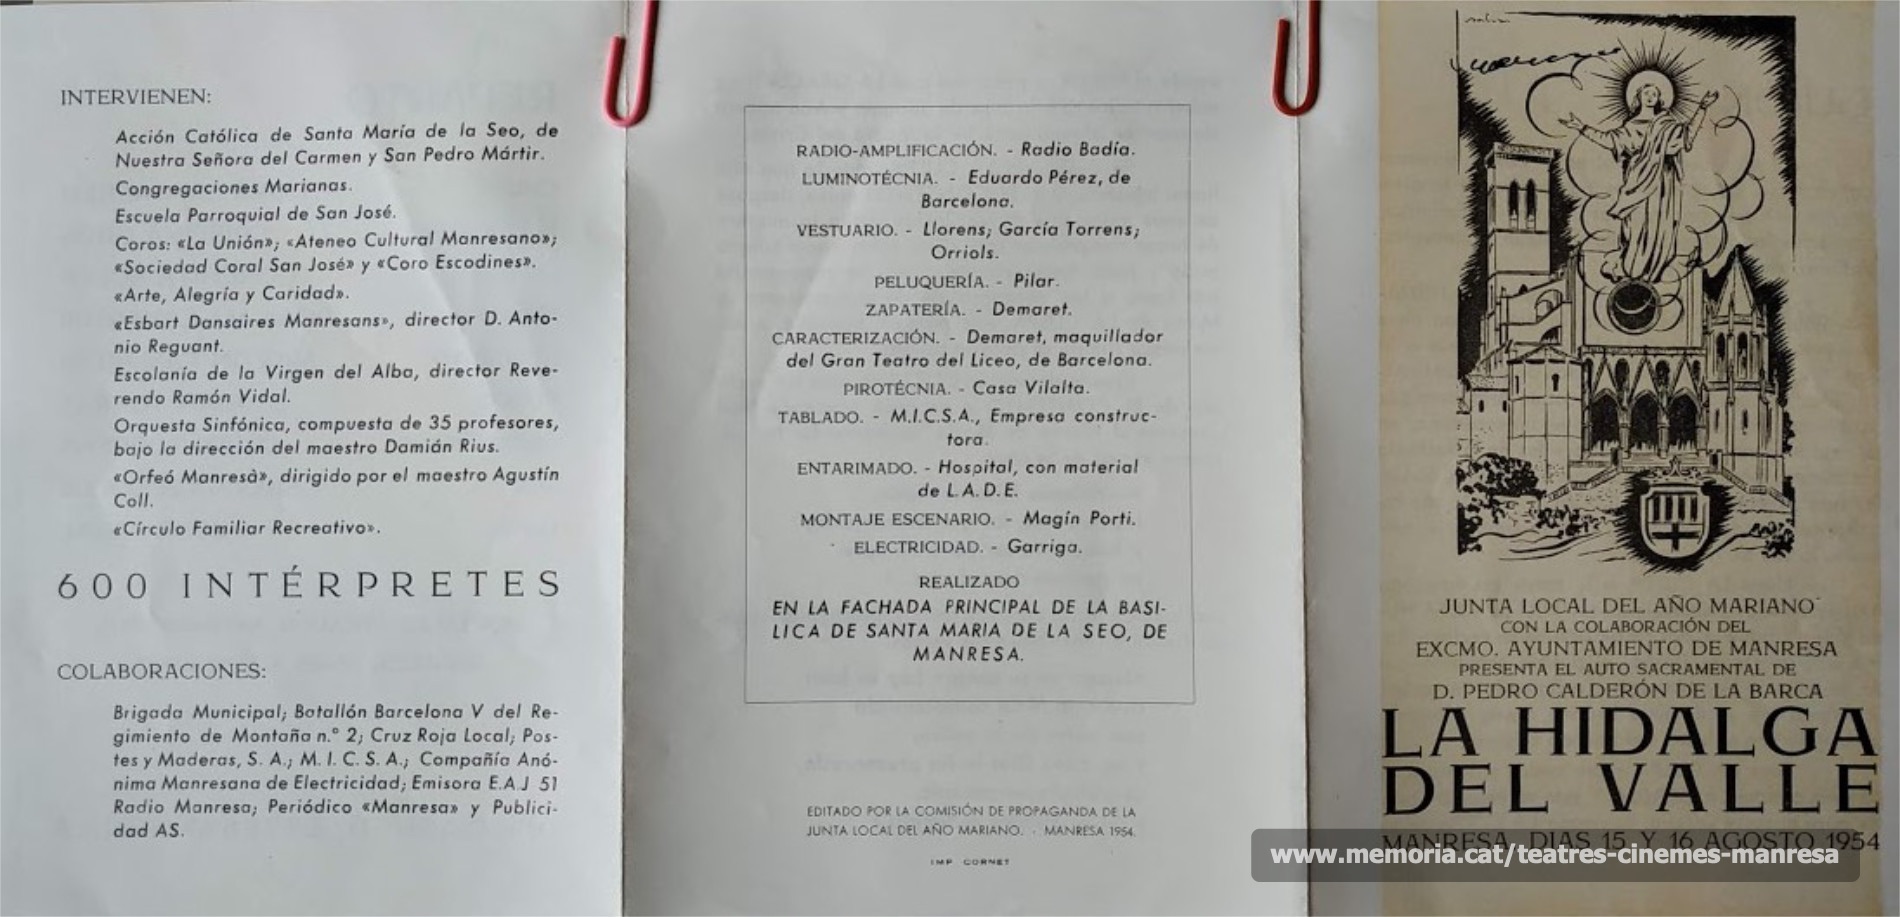 INTERVIENEN:
Acción Católica de Santa María de la Seo, de
Nuestra Señora del Carmen y San Pedro Mártir.
Congregaciones Marianas.
Escuela Parroquial de San José.
Coros: «La Unión»; «Ateneo Cultural Manresano»;
«Sociedad Coral San José» y «Coro Escodines».
«Arte, Alegría y Caridad».
«Esbart Dansaires Manresans», director D. Anto-
nio Reguant.
Escolanía de la Virgen del Alba, director Reve-
rendo Ramón Vidal.
Orquesta Sinfónica, compuesta de 35 profesores,
bajo la dirección del maestro Damián Rius.
«Orfeó Manresà», dirigido por el maestro Agustín
Coll.
«Círculo Familiar Recreativo».
600 INTÉRPRETES
COLABORACIONES:
Brigada Municipal; Batallón Barcelona V del Re-
gimiento de Montaña n.º 2; Cruz Roja Local; Pos-
tes y Maderas, S. A.; M. I. C. S. A.; Compañía Anó-
nima Manresana de Electricidad; Emisora E.A.J 51
Radio Manresa; Periódico «Manresa» y Publici-
dad AS.
RADIO-AMPLIFICACIÓN. - Radio Badía.
LUMINOTÉCNIA. - Eduardo Pérez, de
Barcelona.
VESTUARIO. - Llorens; García Torrens;
Orriols.
PELUQUERÍA. - Pilar.
ZAPATERÍA. - Demaret.
CARACTERIZACIÓN. - Demaret, maquillador
del Gran Teatro del Liceo, de Barcelona.
PIROTÉCNIA. - Casa Vilalta.
TABLADO. - M.I.C.S.A., Empresa construc-
tora.
ENTARIMADO. - Hospital, con material
de L.A.D.E.
MONTAJE ESCENARIO. - Magín Porti.
ELECTRICIDAD. - Garriga.
REALIZADO
EN LA FACHADA PRINCIPAL DE LA BASI-
LICA DE SANTA MARIA DE LA SEO, DE
MANRESA.
EDITADO POR LA COMISIÓN DE PROPAGANDA DE LA
JUNTA LOCAL DEL AÑO MARIANO. · MANRESA 1954.
IMP CORNET
JUNTA LOCAL DEL AÑO MARIANO
CON LA COLABORACIÓN DEL
EXCMO. AYUNTAMIENTO DE MANRESA
PRESENTA EL AUTO SACRAMENTAL DE
D. PEDRO CALDERÓN DE LA BARCA
LA HIDALGA
DEL VALLE
MANRESA, DIAS 15 Y 16 AGOSTO 1954
www.memoria.cat/teatres-cinemes-manresa